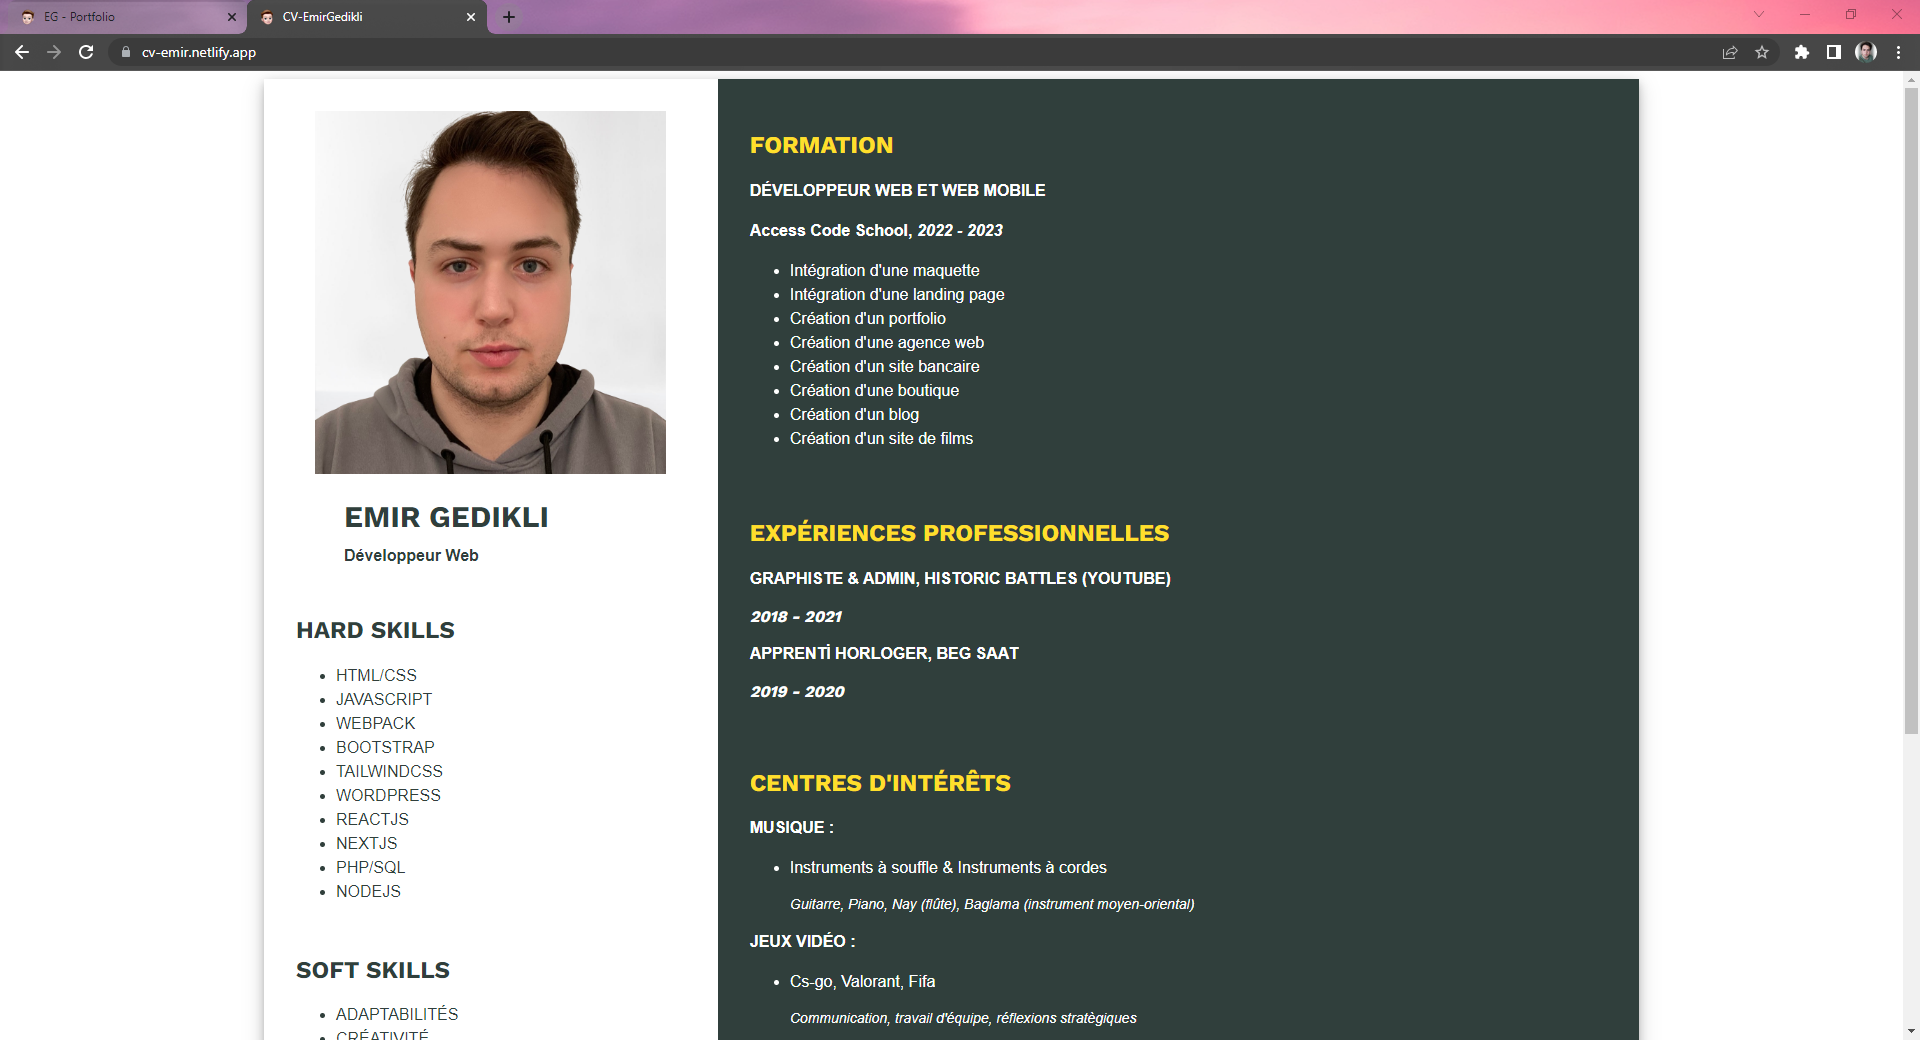 EG - Portfolio
CV-EmirGedikli
cv-emir.netlify.app
EMIR GEDIKLI
Développeur Web
HARD SKILLS
HTML/CSS
JAVASCRIPT
WEBPACK
BOOTSTRAP
TAILWINDCSS
WORDPRESS
REACTJS
NEXTJS
PHP/SQL
NODEJS
SOFT SKILLS
ADAPTABILITÉS
CRÉATIVITÉ
FORMATION
DÉVELOPPEUR WEB ET WEB MOBILE
Access Code School, 2022 - 2023
Intégration d'une maquette
Intégration d'une landing page
Création d'un portfolio
Création d'une agence web
Création d'un site bancaire
Création d'une boutique
Création d'un blog
Création d'un site de films
EXPÉRIENCES PROFESSIONNELLES
GRAPHISTE & ADMIN, HISTORIC BATTLES (YOUTUBE)
2018 - 2021
APPRENTİ HORLOGER, BEG SAAT
2019 - 2020
CENTRES D'INTÉRÊTS
MUSIQUE :
Instruments à souffle & Instruments à cordes
Guitarre, Piano, Nay (flûte), Baglama (instrument moyen-oriental)
JEUX VIDÉO :
Cs-go, Valorant, Fifa
Communication, travail d'équipe, réflexions stratègiques